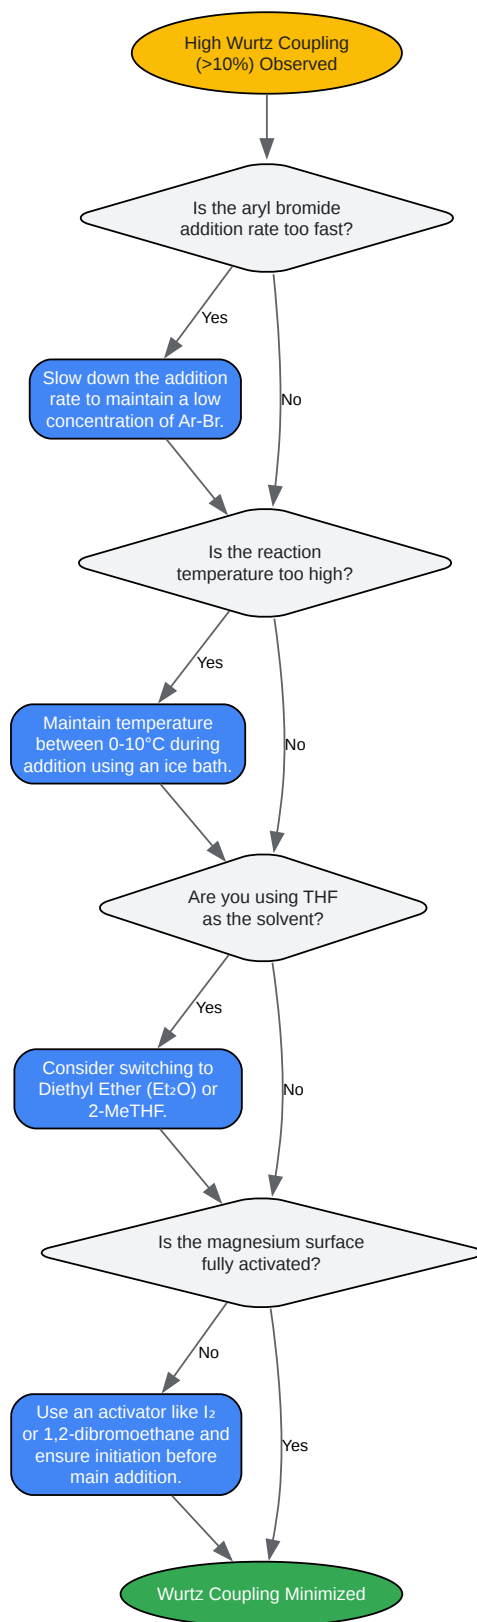 High Wurtz Coupling
(>10%) Observed
Is the aryl bromide
addition rate too fast?
Yes
Slow down the addition
rate to maintain a low
concentration of Ar-Br.
No
Is the reaction
temperature too high?
Yes
Maintain temperature
between 0-10°C during
addition using an ice bath.
No
Are you using THF
as the solvent?
Yes
Consider switching to
Diethyl Ether (Et₂O) or
2-MeTHF.
No
Is the magnesium surface
fully activated?
No
Use an activator like I₂
or 1,2-dibromoethane and
ensure initiation before
main addition.
Yes
Wurtz Coupling Minimized